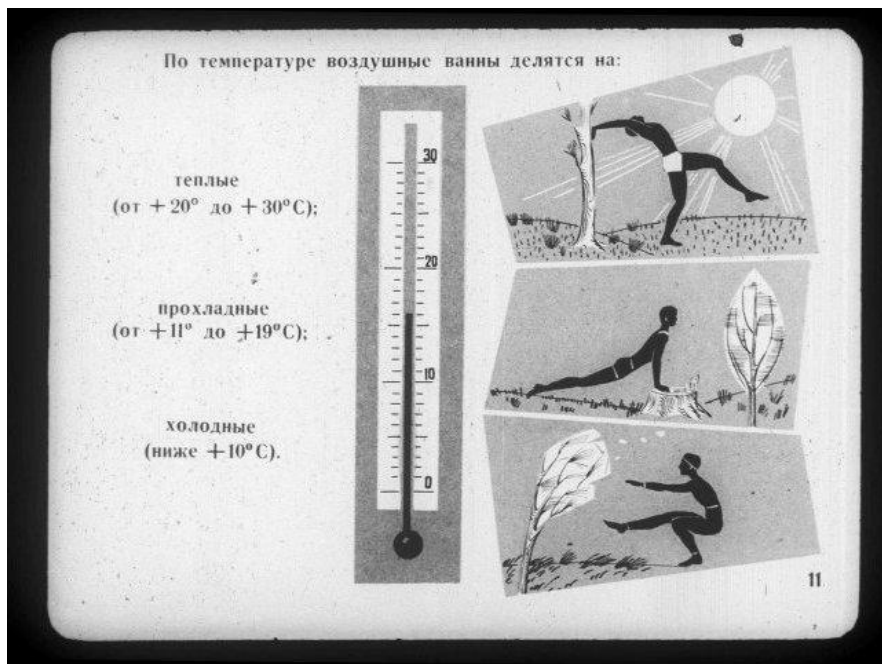 По температуре воздушные ванны делятся на:
теплые
(от +20° до +30°С);
прохладные
(от +11° до +19°С);
холодные
(ниже +10°С).
30
20
10
0
11